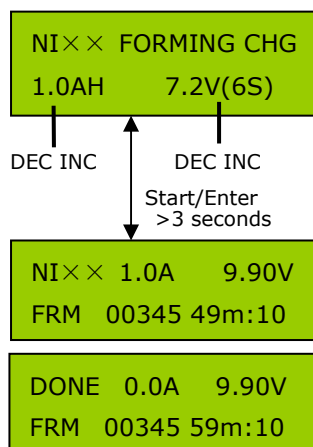 NI×× FORMING CHG
1.0AH 7.2V(6S)
DEC INC DEC INC
Start/Enter
>3 seconds
NI×× 1.0A 9.90V
FRM 00345 49m:10
DONE 0.0A 9.90V
FRM 00345 59m:10